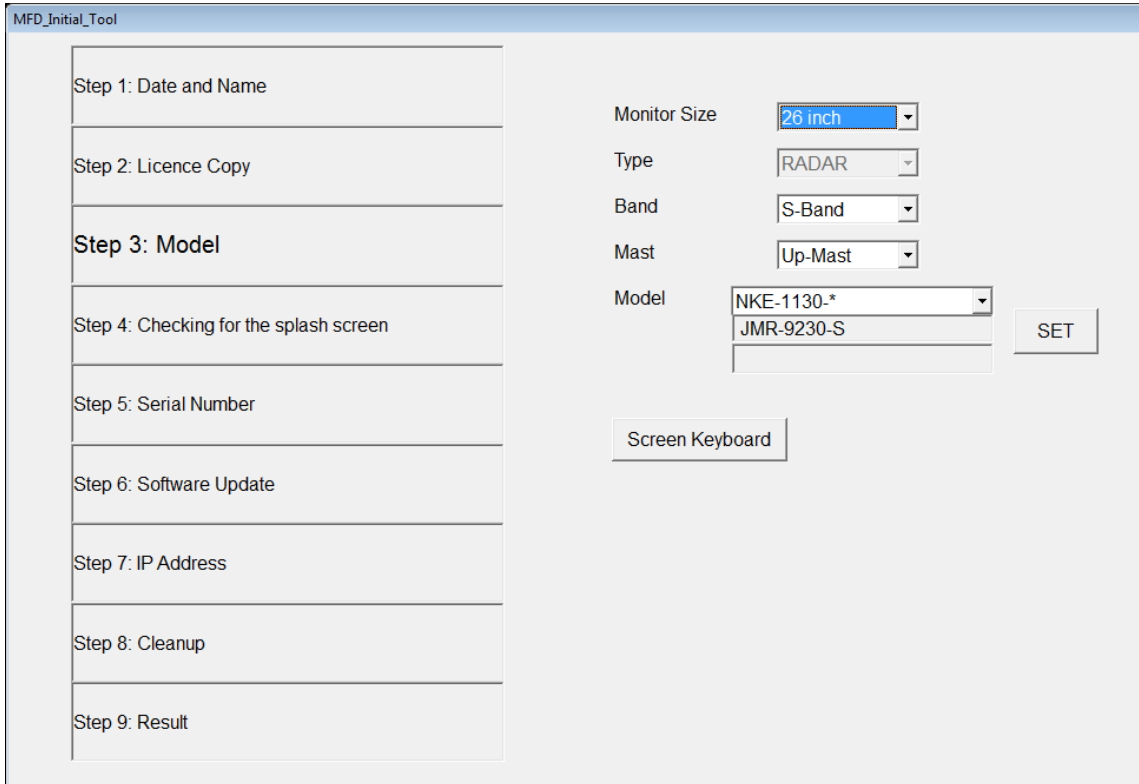 MFD_Initial_Tool
Step 1: Date and Name
Step 2: Licence Copy
Step 3: Model
Step 4: Checking for the splash screen
Step 5: Serial Number
Step 6: Software Update
Step 7: IP Address
Step 8: Cleanup
Step 9: Result
Monitor Size 26 inch
Type RADAR
Band S-Band
Mast Up-Mast
Model NKE-1130-*
JMR-9230-S
SET
Screen Keyboard